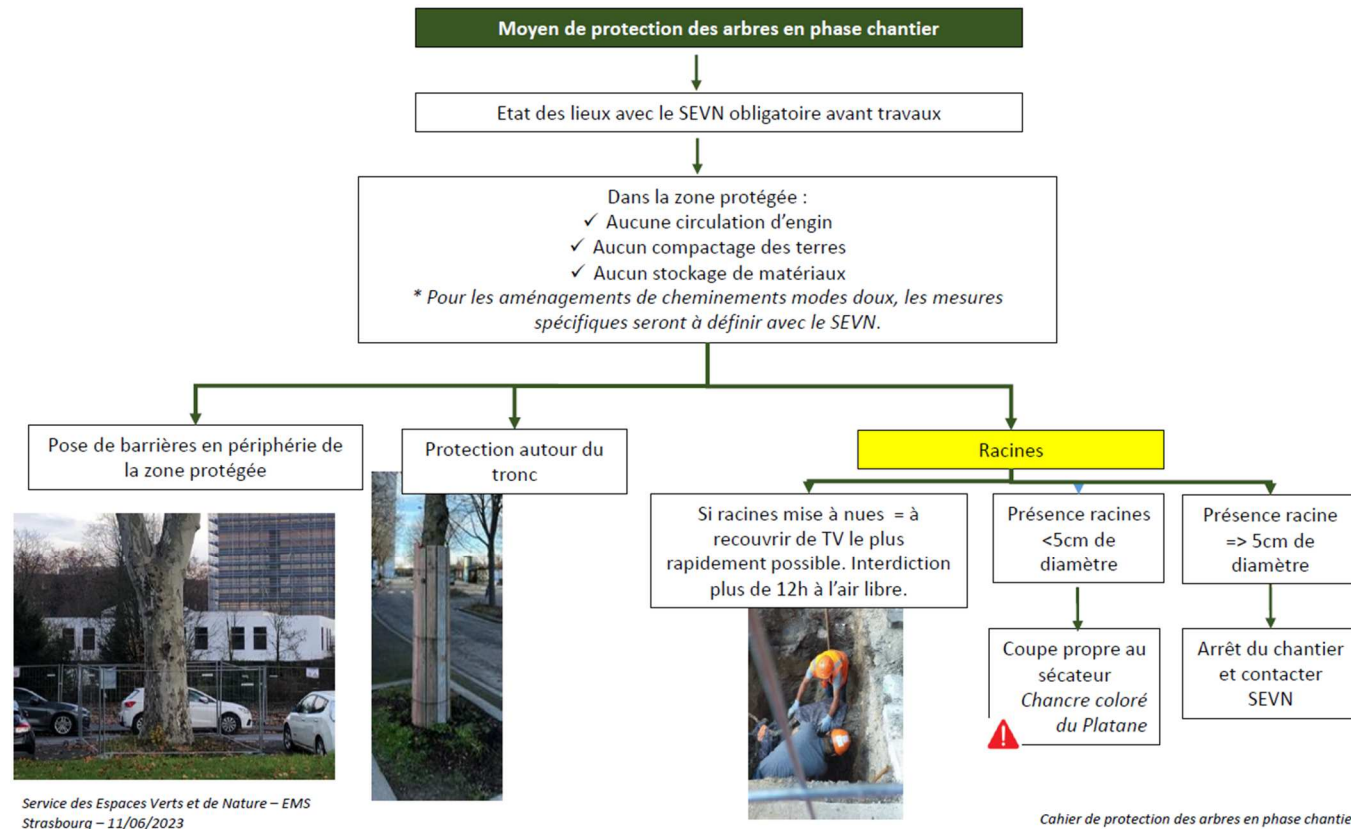 Moyen de protection des arbres en phase chantier
Etat des lieux avec le SEVN obligatoire avant travaux
Dans la zone protégée :
✓ Aucune circulation d'engin
✓ Aucun compactage des terres
✓ Aucun stockage de matériaux
* Pour les aménagements de cheminements modes doux, les mesures
spécifiques seront à définir avec le SEVN.
Pose de barrières en périphérie de
la zone protégée
Protection autour du
tronc
Racines
Si racines mise à nues = à
recouvrir de TV le plus
rapidement possible. Interdiction
plus de 12h à l'air libre.
Présence racines
<5cm de
diamètre
Présence racine
=> 5cm de
diamètre
Coupe propre au
sécateur
Chancre coloré
du Platane
Arrêt du chantier
et contacter
SEVN
Service des Espaces Verts et de Nature – EMS
Strasbourg – 11/06/2023
Cahier de protection des arbres en phase chantie